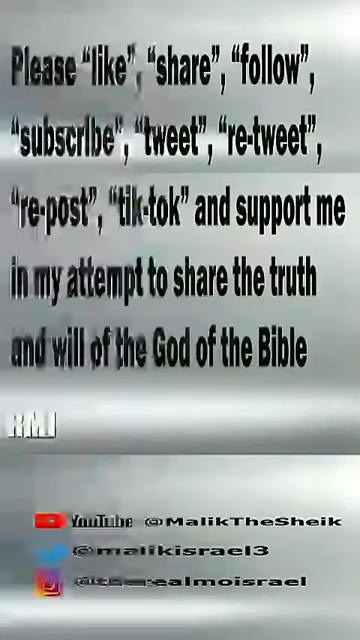 Please “like”, “share”, “follow”,
“subscribe”, “tweet”, “re-tweet”,
“re-post”, “tik-tok” and support me
in my attempt to share the truth
and will of the God of the Bible
RMJ
YouTube @MalikTheSheik
@malikisrael3